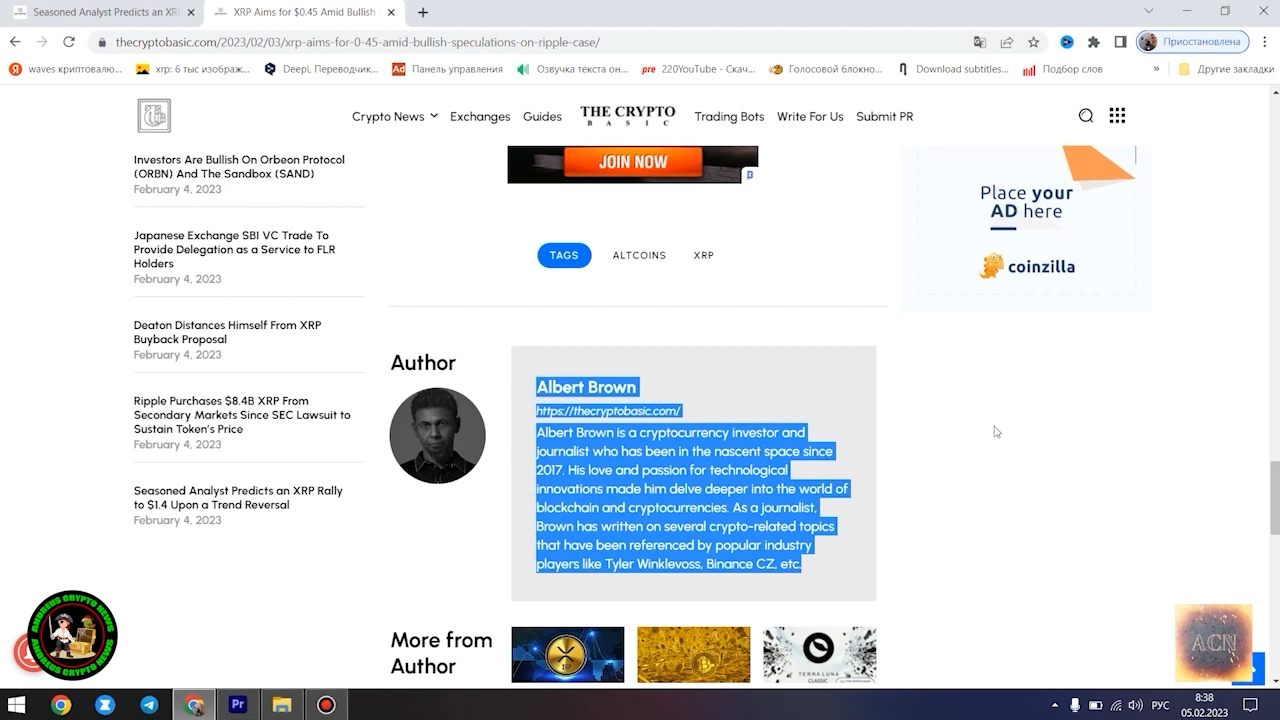 Seasoned Analyst Predicts an XR
XRP Aims for $0.45 Amid Bullish
thecryptobasic.com/2023/02/03/xrp-aims-for-0-45-amid-bullish-speculations-on-ripple-case/
Приостановлена
waves криптовалю...
xrp: 6 тыс изображ...
DeepL Переводчик...
Панель управления
Озвучка текста он...
pre 220YouTube - Скач...
Голосовой блокно...
Download subtitles...
Подбор слов
»
Другие закладки
Crypto News
Exchanges
Guides
THE CRYPTO
BASIC
Trading Bots
Write For Us
Submit PR
Investors Are Bullish On Orbeon Protocol
(ORBN) And The Sandbox (SAND)
February 4, 2023
Japanese Exchange SBI VC Trade To
Provide Delegation as a Service to FLR
Holders
February 4, 2023
Deaton Distances Himself From XRP
Buyback Proposal
February 4, 2023
Ripple Purchases $8.4B XRP From
Secondary Markets Since SEC Lawsuit to
Sustain Token's Price
February 4, 2023
Seasoned Analyst Predicts an XRP Rally
to $1.4 Upon a Trend Reversal
February 4, 2023
JOIN NOW
TAGS
ALTCOINS
XRP
Author
Albert Brown
https://thecryptobasic.com/
Albert Brown is a cryptocurrency investor and
journalist who has been in the nascent space since
2017. His love and passion for technological
innovations made him delve deeper into the world of
blockchain and cryptocurrencies. As a journalist,
Brown has written on several crypto-related topics
that have been referenced by popular industry
players like Tyler Winklevoss, Binance CZ, etc.
More from
Author
TERRA LUNA
CLASSIC
Place your
AD here
coinzilla
ANDREUS CRYPTO NEWS
ANDREUS CRYPTO NEWS
ACN
Pr
РУС
8:38
05.02.2023